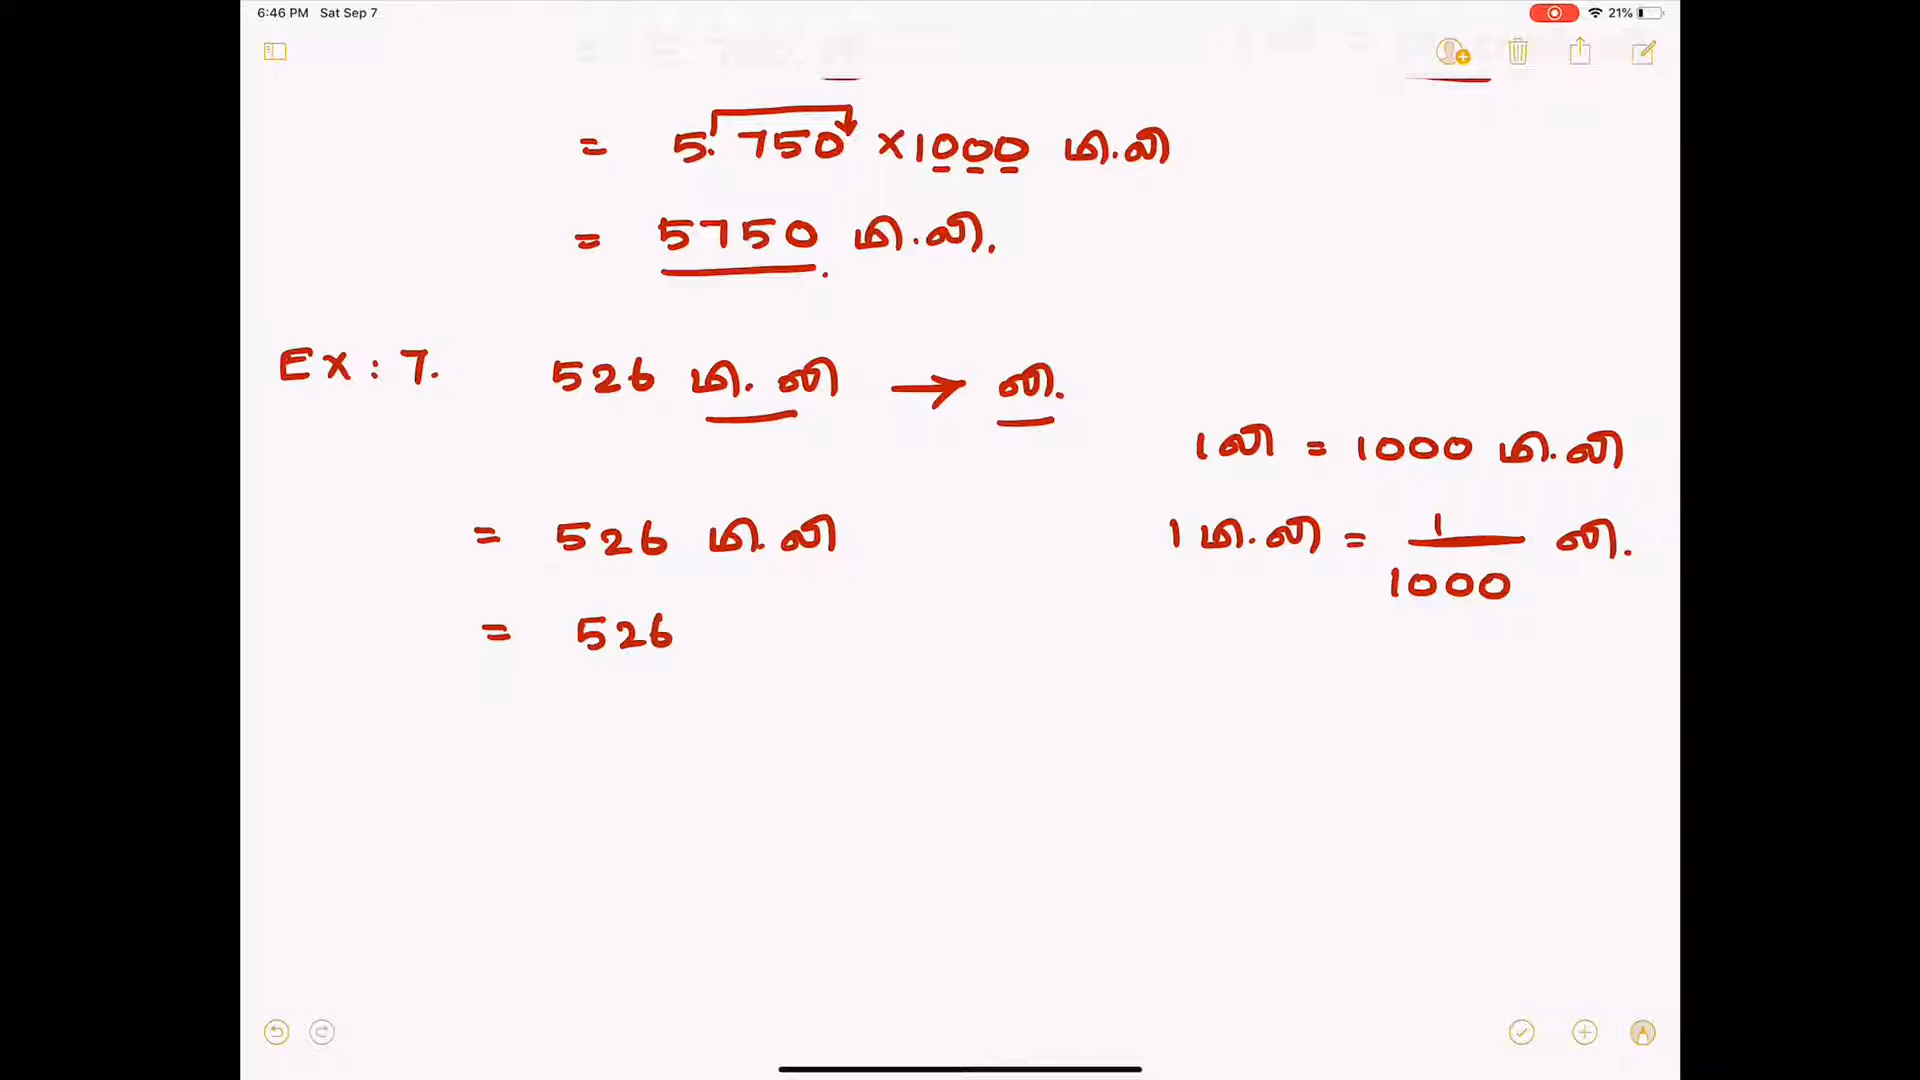 6:46 PM Sat Sep 7 21%
= 5.750 ×1000 மி.லி
= 5750 மி.லி.
Ex: 7. 526 மி. லி → லி.
1லி = 1000 மி.லி
= 526 மி.லி
1 மி.லி = 1/1000 லி.
= 526